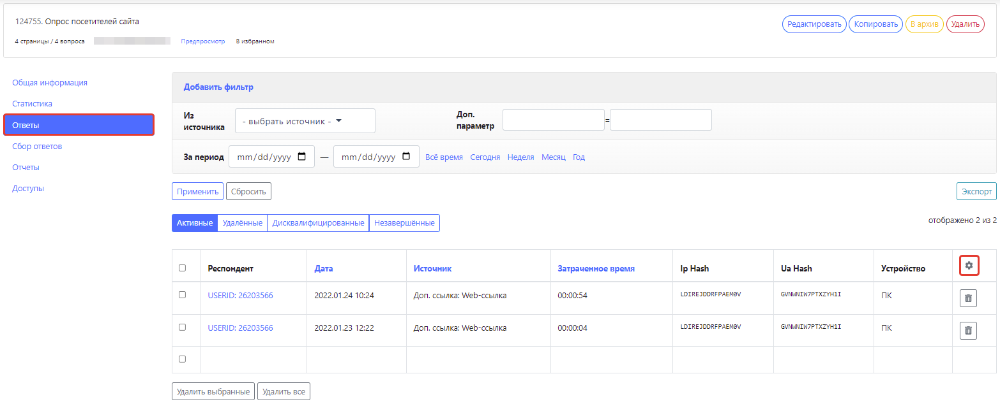 124755. Опрос посетителей сайта
Редактировать Копировать В архив Удалить
4 страницы / 4 вопроса Предпросмотр В избранном
Общая информация
Статистика
Ответы
Сбор ответов
Отчеты
Доступы
Добавить фильтр
Из источника - выбрать источник - Доп. параметр =
За период mm/dd/yyyy — mm/dd/yyyy Всё время Сегодня Неделя Месяц Год
Применить Сбросить Экспорт
Активные Удалённые Дисквалифицированные Незавершённые отображено 2 из 2
Респондент Дата Источник Затраченное время Ip Hash Ua Hash Устройство
USERID: 26203566 2022.01.24 10:24 Доп. ссылка: Web-ссылка 00:00:54 LDIREJDDRFPAEM0V GVNWNIW7PTXZYH1I ПК
USERID: 26203566 2022.01.23 12:22 Доп. ссылка: Web-ссылка 00:00:04 LDIREJDDRFPAEM0V GVNWNIW7PTXZYH1I ПК
Удалить выбранные Удалить все